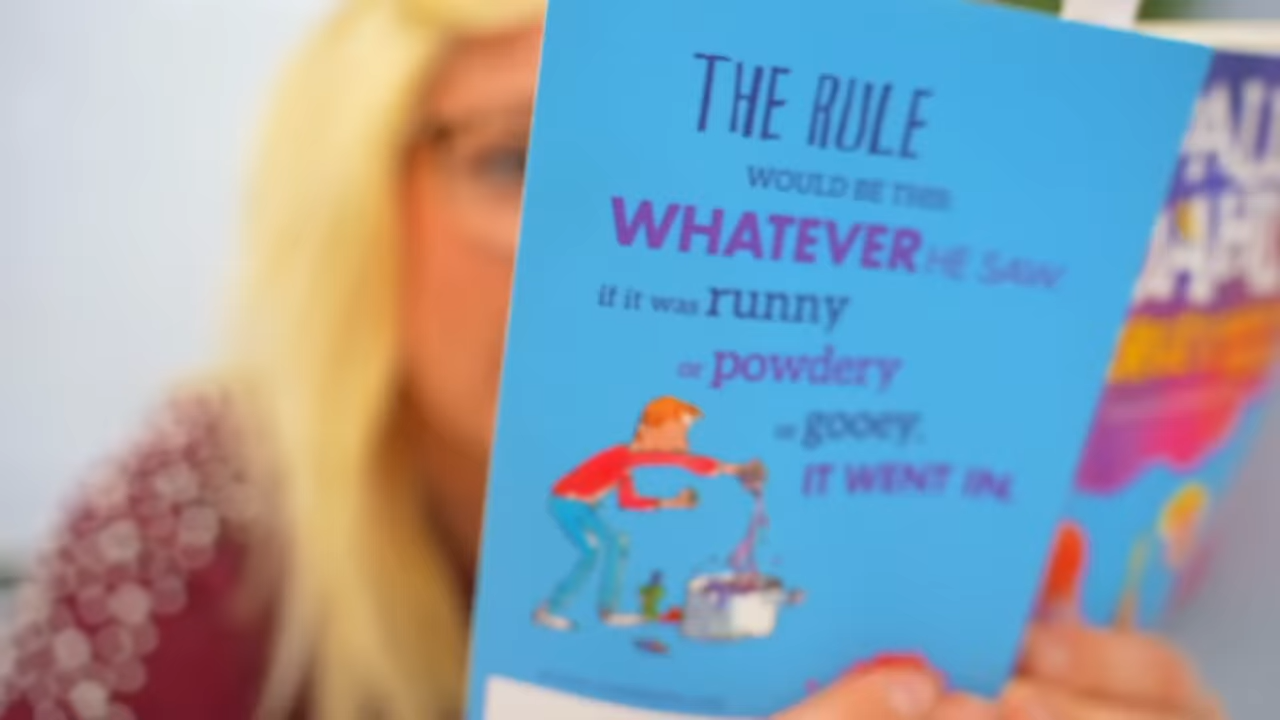 THE RULE
WOULD BE THIS:
WHATEVER HE SAW
if it was runny
or powdery
or gooey,
IT WENT IN.